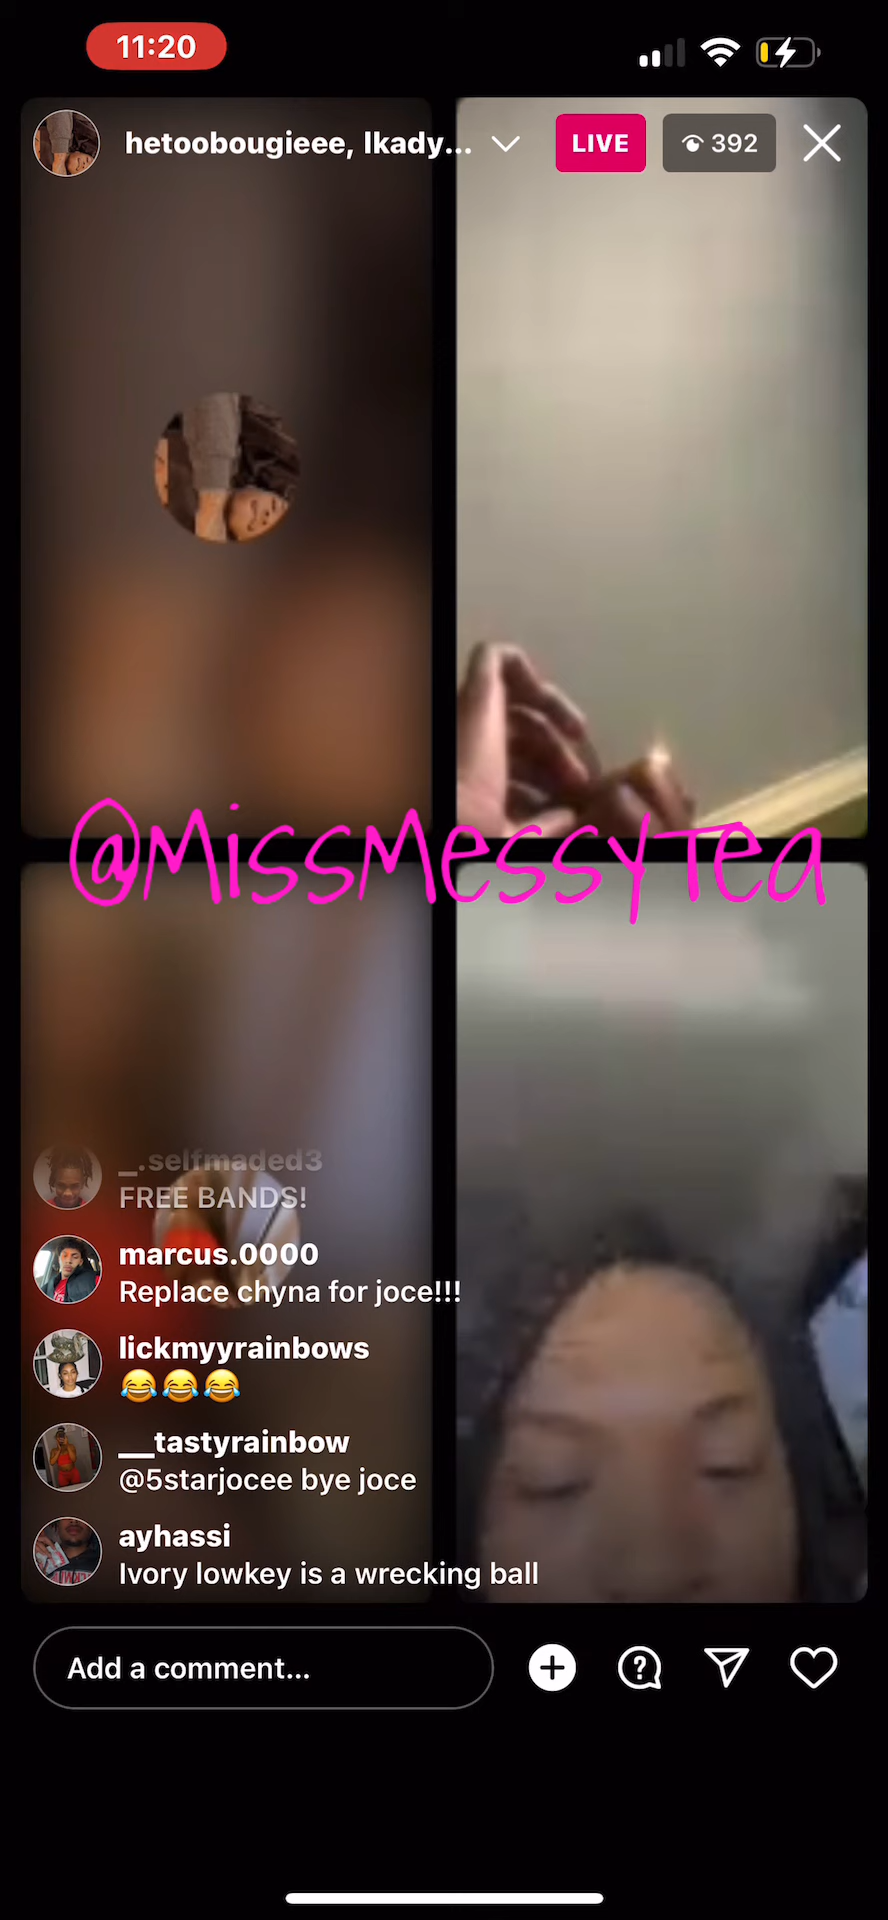 11:20
hetoobougieee, lkady...
LIVE
392
@MissMessyTea
_.selfmaded3
FREE BANDS!
marcus.0000
Replace chyna for joce!!!
lickmyyrainbows
😂😂😂
__tastyrainbow
@5starjocee bye joce
ayhassi
Ivory lowkey is a wrecking ball
Add a comment...